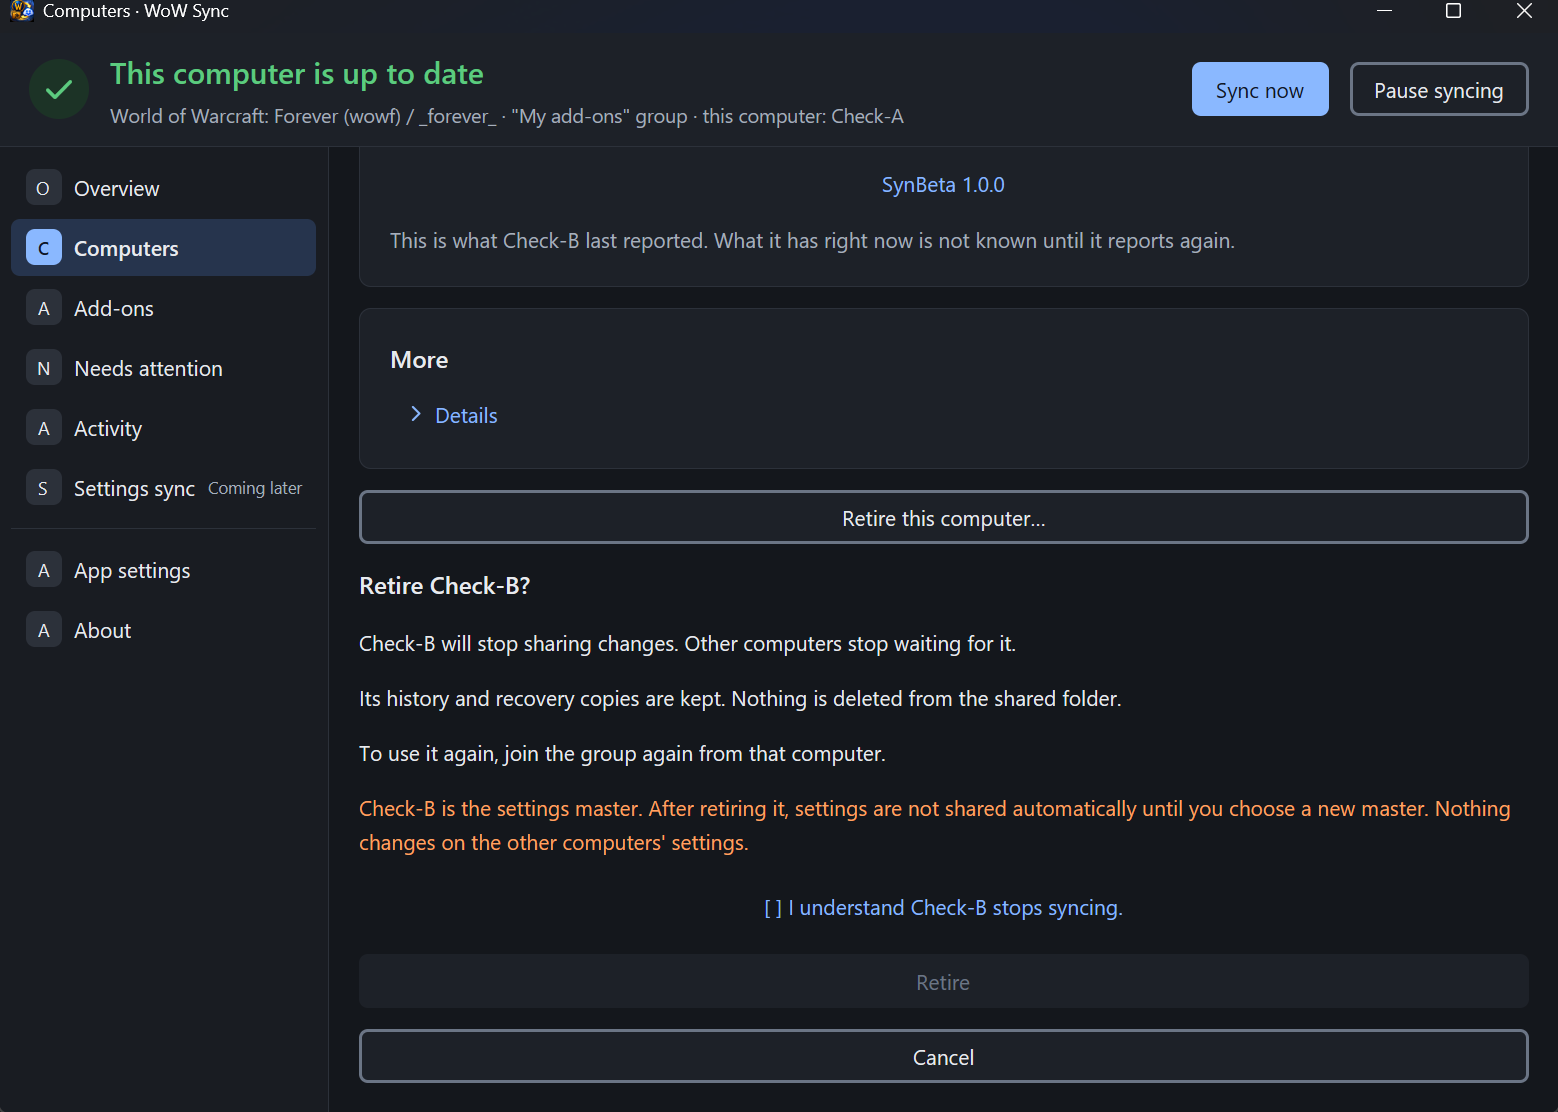 Computers · WoW Sync
This computer is up to date
World of Warcraft: Forever (wowf) / _forever_ · "My add-ons" group · this computer: Check-A
Sync now
Pause syncing
O Overview
C Computers
A Add-ons
N Needs attention
A Activity
S Settings sync Coming later
A App settings
A About
SynBeta 1.0.0
This is what Check-B last reported. What it has right now is not known until it reports again.
More
Details
Retire this computer...
Retire Check-B?
Check-B will stop sharing changes. Other computers stop waiting for it.
Its history and recovery copies are kept. Nothing is deleted from the shared folder.
To use it again, join the group again from that computer.
Check-B is the settings master. After retiring it, settings are not shared automatically until you choose a new master. Nothing
changes on the other computers' settings.
[ ] I understand Check-B stops syncing.
Retire
Cancel